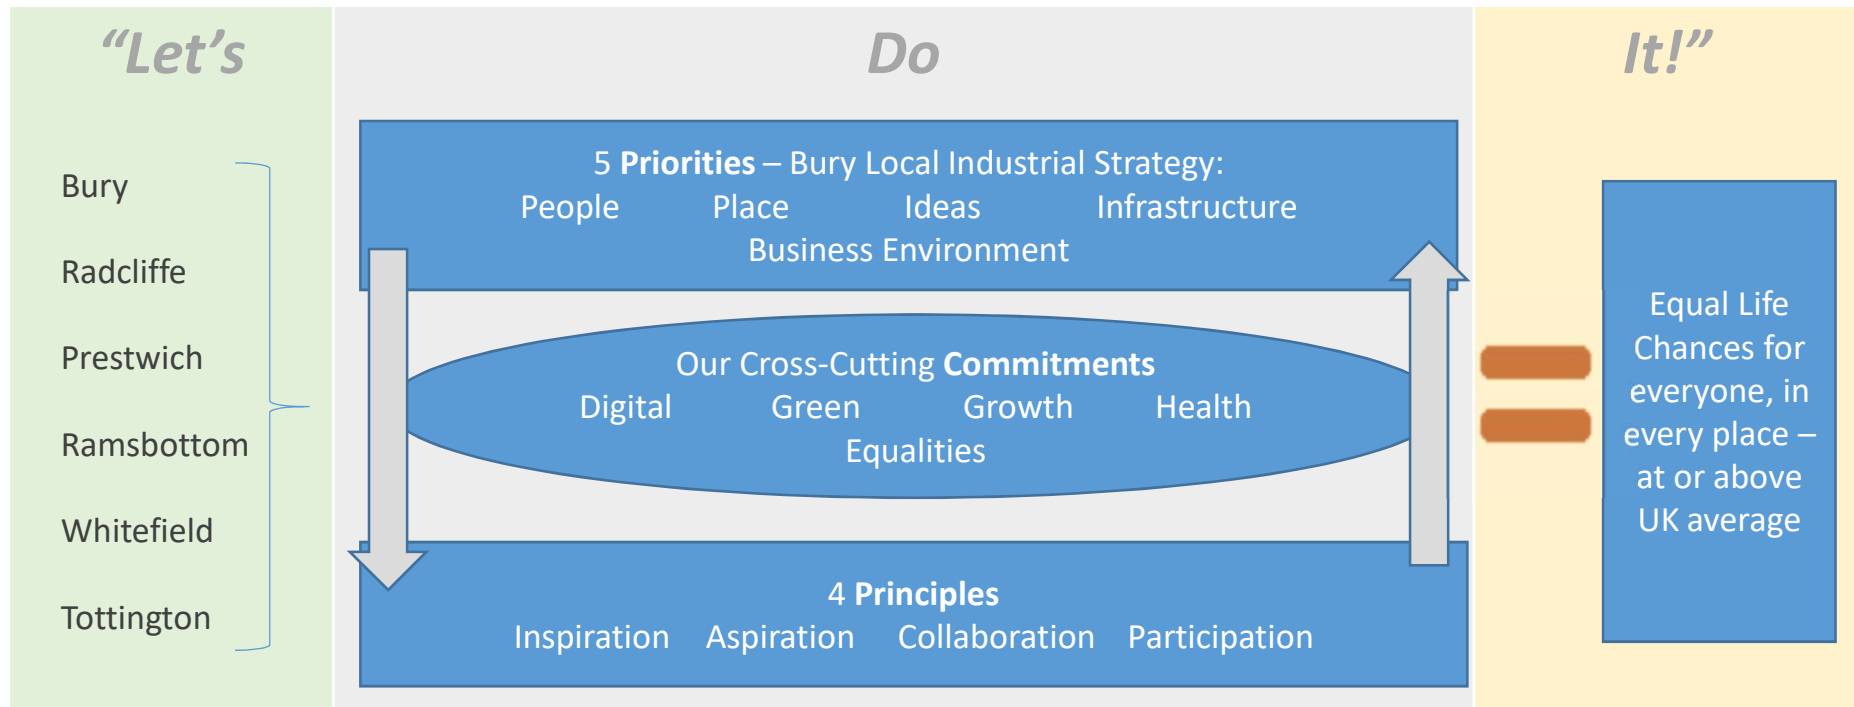 “Let’s
Bury
Radcliffe
Prestwich
Ramsbottom
Whitefield
Tottington
Do
5 Priorities – Bury Local Industrial Strategy:
People Place Ideas Infrastructure
Business Environment
Our Cross-Cutting Commitments
Digital Green Growth Health
Equalities
4 Principles
Inspiration Aspiration Collaboration Participation
It!”
Equal Life
Chances for
everyone, in
every place –
at or above
UK average